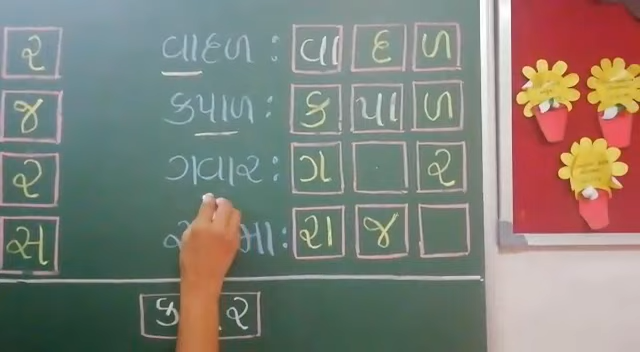 ર વાદળ : વા દ ળ
જ કપાળ : ક પા ળ
ર ગવાર : ગ ર
સ મા : રા જ
ક ર